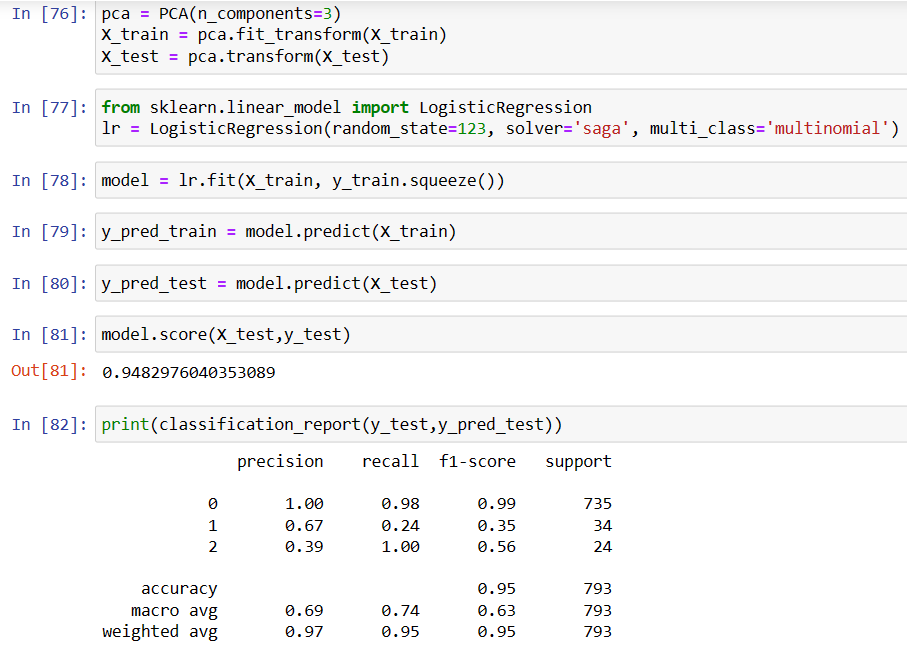 In [76]: pca = PCA(n_components=3)
X_train = pca.fit_transform(X_train)
X_test = pca.transform(X_test)
In [77]: from sklearn.linear_model import LogisticRegression
lr = LogisticRegression(random_state=123, solver='saga', multi_class='multinomial')
In [78]: model = lr.fit(X_train, y_train.squeeze())
In [79]: y_pred_train = model.predict(X_train)
In [80]: y_pred_test = model.predict(X_test)
In [81]: model.score(X_test,y_test)
Out[81]: 0.9482976040353089
In [82]: print(classification_report(y_test,y_pred_test))
precision recall f1-score support
0 1.00 0.98 0.99 735
1 0.67 0.24 0.35 34
2 0.39 1.00 0.56 24
accuracy 0.95 793
macro avg 0.69 0.74 0.63 793
weighted avg 0.97 0.95 0.95 793